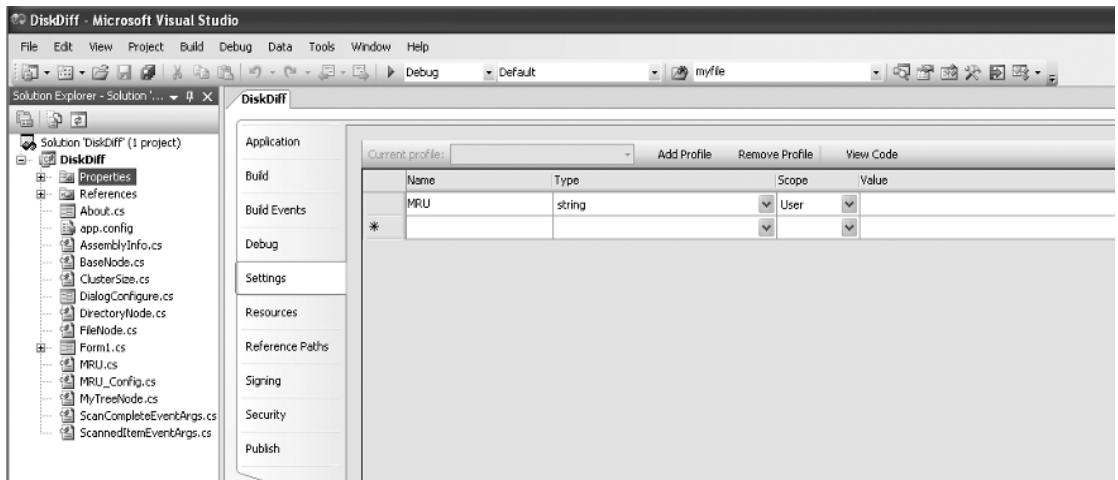 DiskDiff - Microsoft Visual Studio
File Edit View Project Build Debug Data Tools Window Help
Debug Default myfile
Solution Explorer - Solution '...
DiskDiff
Solution 'DiskDiff' (1 project)
DiskDiff
Properties
References
About.cs
app.config
AssemblyInfo.cs
BaseNode.cs
ClusterSize.cs
DialogConfigure.cs
DirectoryNode.cs
FileNode.cs
Form1.cs
MRU.cs
MRU_Config.cs
MyTreeNode.cs
ScanCompleteEventArgs.cs
ScannedItemEventArgs.cs
Application
Build
Build Events
Debug
Settings
Resources
Reference Paths
Signing
Security
Publish
Current profile: Add Profile Remove Profile View Code
Name Type Scope Value
MRU string User